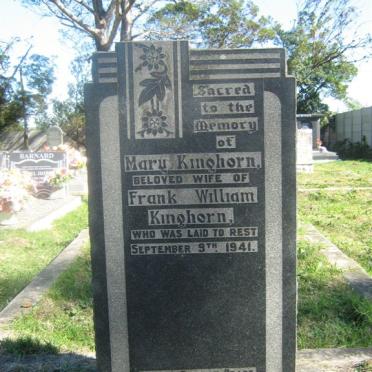 Sacred
to the
Memory
of
Mary Kinghorn,
BELOVED WIFE OF
Frank William
Kinghorn,
WHO WAS LAID TO REST
SEPTEMBER 9TH 1941.
BARNARD